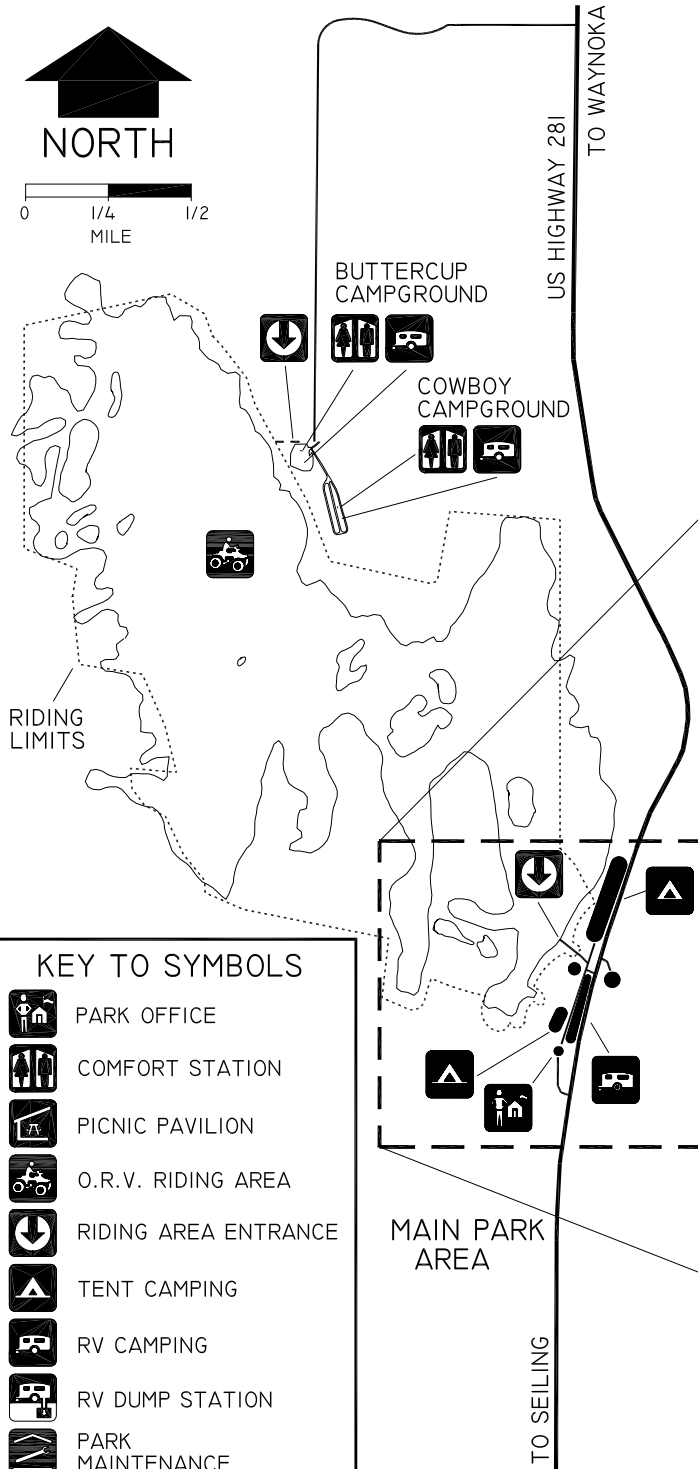 TO WAYNOKA
US HIGHWAY 281
NORTH
0 1/4 1/2
MILE
BUTTERCUP
CAMPGROUND
COWBOY
CAMPGROUND
RIDING
LIMITS
KEY TO SYMBOLS
PARK OFFICE
COMFORT STATION
PICNIC PAVILION
O.R.V. RIDING AREA
RIDING AREA ENTRANCE
TENT CAMPING
RV CAMPING
RV DUMP STATION
PARK
MAINTENANCE
MAIN PARK
AREA
TO SEILING